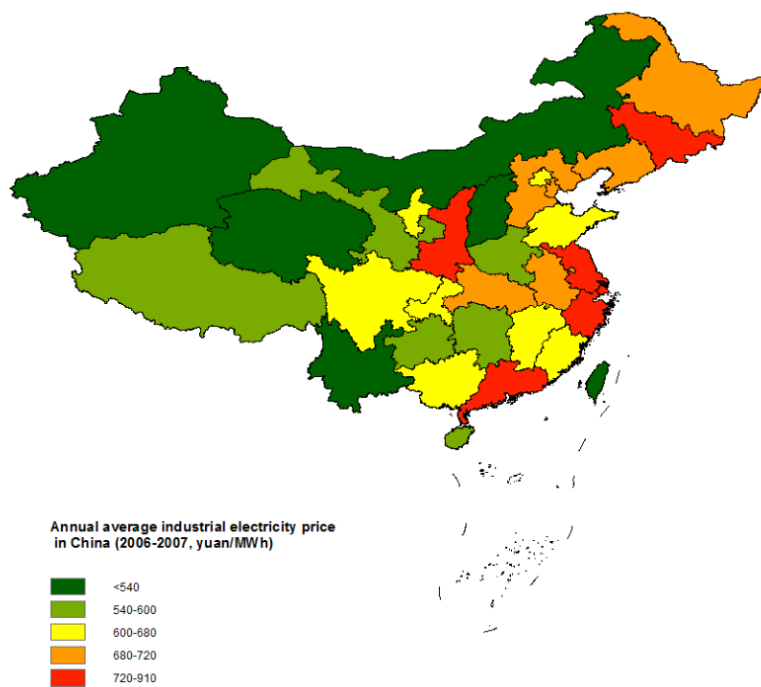 Annual average industrial electricity price
in China (2006-2007, yuan/MWh)
<540
540-600
600-680
680-720
720-910